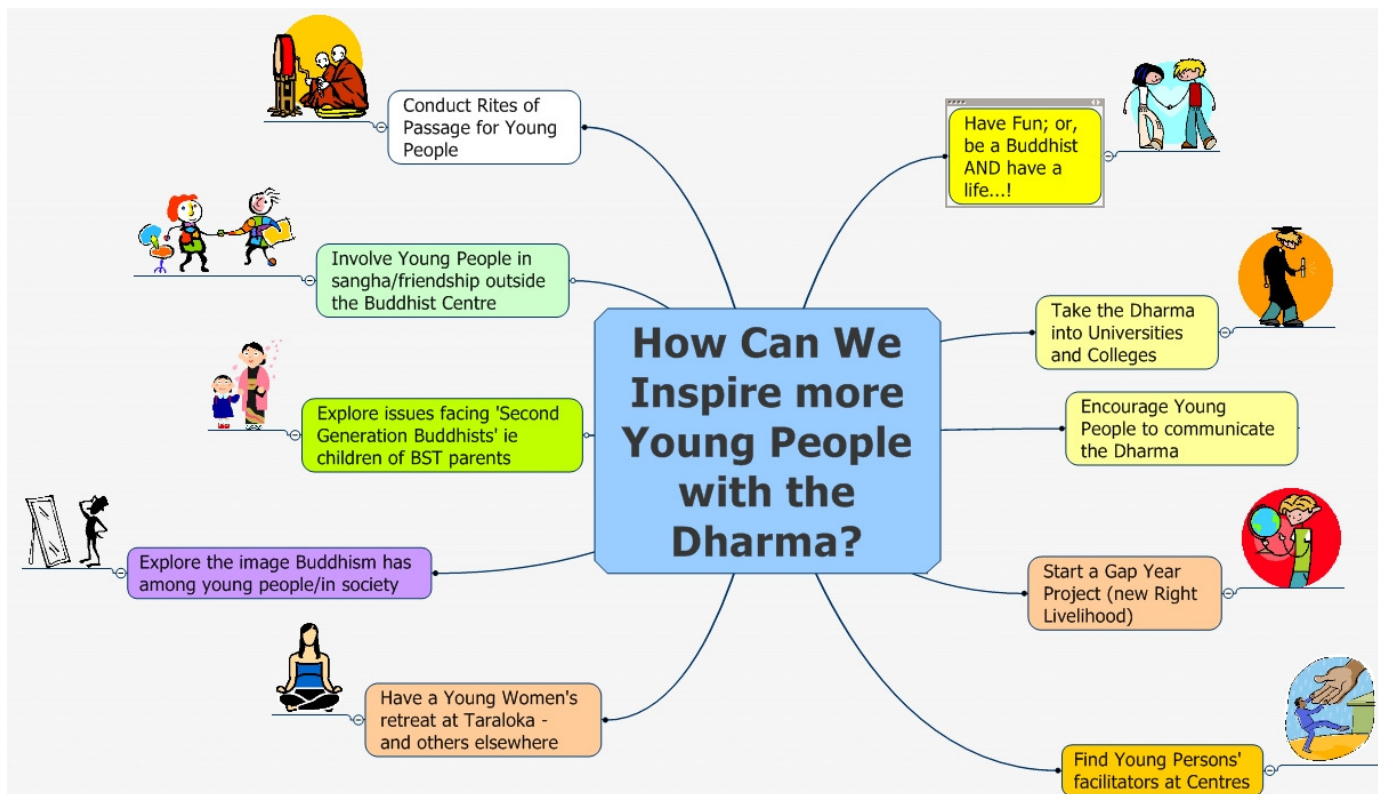 How Can We
Inspire more
Young People
with the
Dharma?
Have Fun; or,
be a Buddhist
AND have a
life...!
Take the Dharma
into Universities
and Colleges
Encourage Young
People to communicate
the Dharma
Start a Gap Year
Project (new Right
Livelihood)
Find Young Persons'
facilitators at Centres
Have a Young Women's
retreat at Taraloka -
and others elsewhere
Explore the image Buddhism has
among young people/in society
Explore issues facing 'Second
Generation Buddhists' ie
children of BST parents
Involve Young People in
sangha/friendship outside
the Buddhist Centre
Conduct Rites of
Passage for Young
People